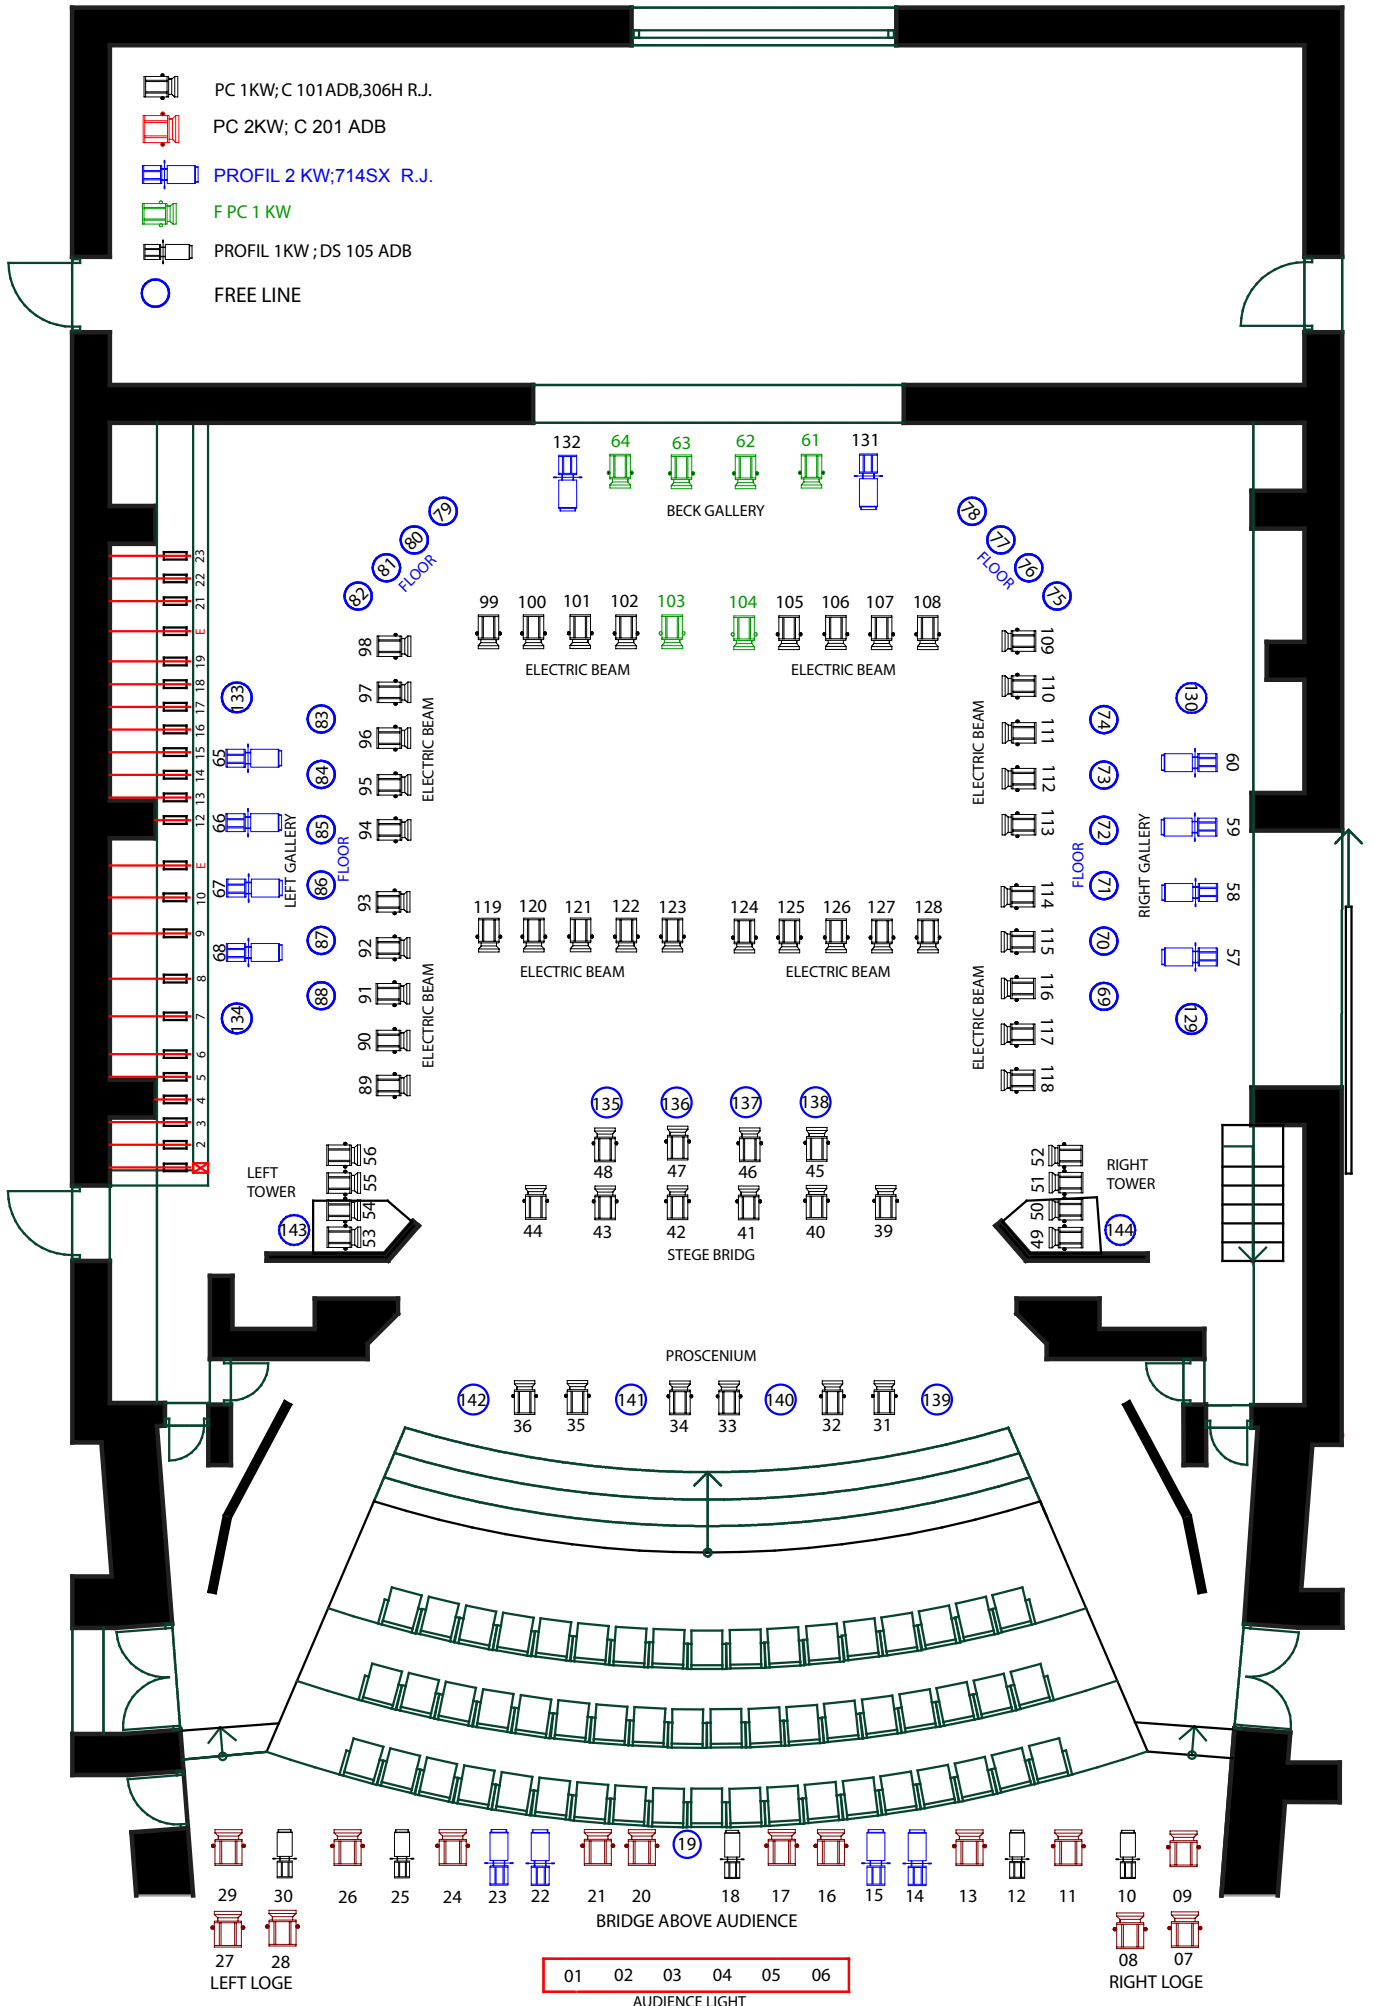 PC 1KW; C 101ADB,306H R.J.
PC 2KW; C 201 ADB
PROFIL 2 KW;714SX R.J.
F PC 1 KW
PROFIL 1KW ; DS 105 ADB
FREE LINE
132 64 63 62 61 131
BECK GALLERY
79 80 81 82
FLOOR
78 77 76 75
FLOOR
99 100 101 102 103 104 105 106 107 108
ELECTRIC BEAM ELECTRIC BEAM
23
22
21
E
19
18
17
16
15
14
13
12
E
10
9
8
7
6
5
4
3
2
133
65
66
67
68
134
LEFT GALLERY
83
84
85
86
87
88
FLOOR
98
97
96
95
94
ELECTRIC BEAM
93
92
91
90
89
ELECTRIC BEAM
109
110
111
112
113
ELECTRIC BEAM
114
115
116
117
118
ELECTRIC BEAM
74
73
72
71
70
69
FLOOR
RIGHT GALLERY
130
60
59
58
57
129
119 120 121 122 123 124 125 126 127 128
ELECTRIC BEAM ELECTRIC BEAM
135 136 137 138
48 47 46 45
44 43 42 41 40 39
STEGE BRIDG
LEFT
TOWER
56
55
54
53
143
52
51
50
49
RIGHT
TOWER
144
PROSCENIUM
142 36 35 141 34 33 140 32 31 139
19
29 30 26 25 24 23 22 21 20 18 17 16 15 14 13 12 11 10 09
BRIDGE ABOVE AUDIENCE
27 28
LEFT LOGE
08 07
RIGHT LOGE
01 02 03 04 05 06
AUDIENCE LIGHT